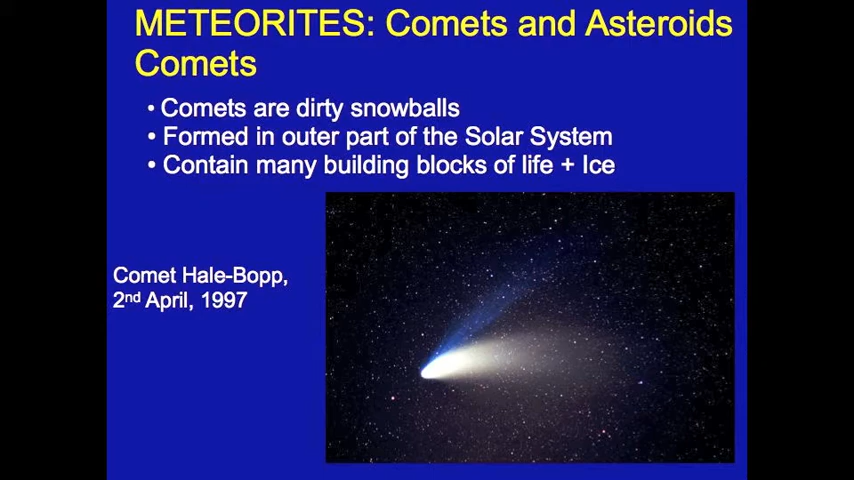 METEORITES: Comets and Asteroids
Comets
• Comets are dirty snowballs
• Formed in outer part of the Solar System
• Contain many building blocks of life + Ice
Comet Hale-Bopp,
2nd April, 1997